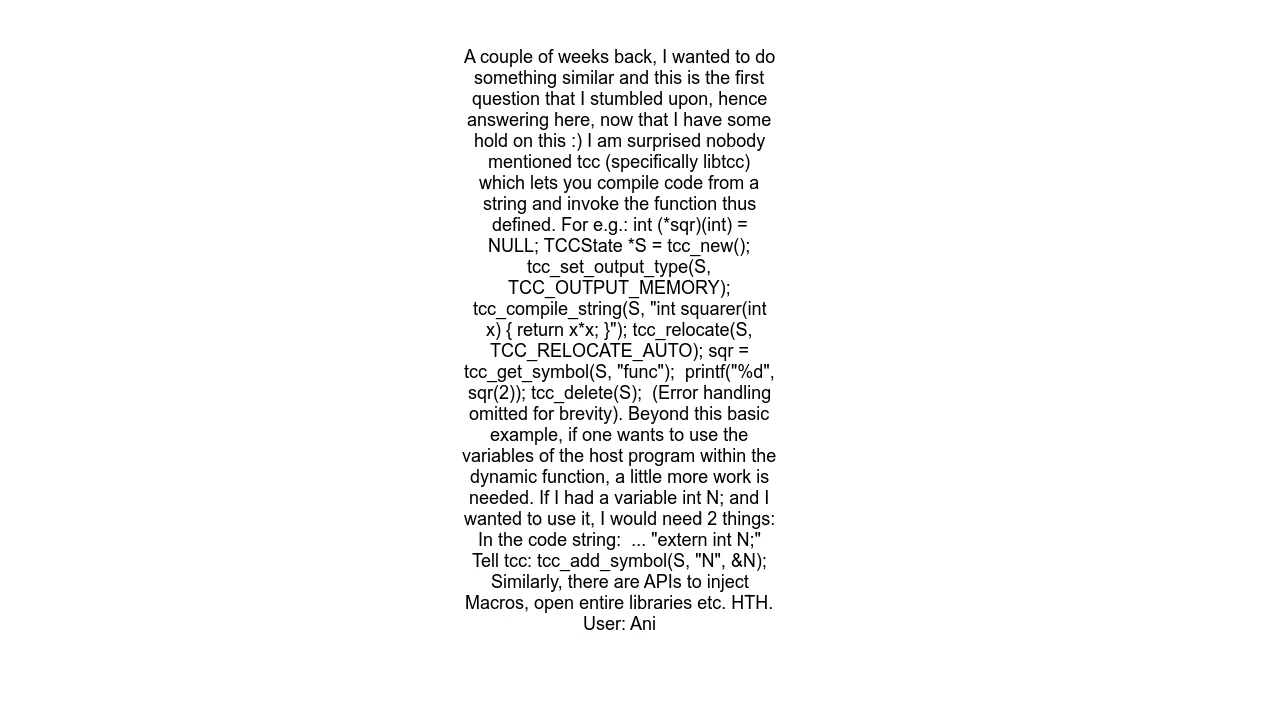 A couple of weeks back, I wanted to do
something similar and this is the first
question that I stumbled upon, hence
answering here, now that I have some
hold on this :) I am surprised nobody
mentioned tcc (specifically libtcc)
which lets you compile code from a
string and invoke the function thus
defined. For e.g.: int (*sqr)(int) =
NULL; TCCState *S = tcc_new();
tcc_set_output_type(S,
TCC_OUTPUT_MEMORY);
tcc_compile_string(S, "int squarer(int
x) { return x*x; }"); tcc_relocate(S,
TCC_RELOCATE_AUTO); sqr =
tcc_get_symbol(S, "func");  printf("%d",
sqr(2)); tcc_delete(S);  (Error handling
omitted for brevity). Beyond this basic
example, if one wants to use the
variables of the host program within the
dynamic function, a little more work is
needed. If I had a variable int N; and I
wanted to use it, I would need 2 things:
In the code string:  ... "extern int N;"
Tell tcc: tcc_add_symbol(S, "N", &N);
Similarly, there are APIs to inject
Macros, open entire libraries etc. HTH.
User: Ani